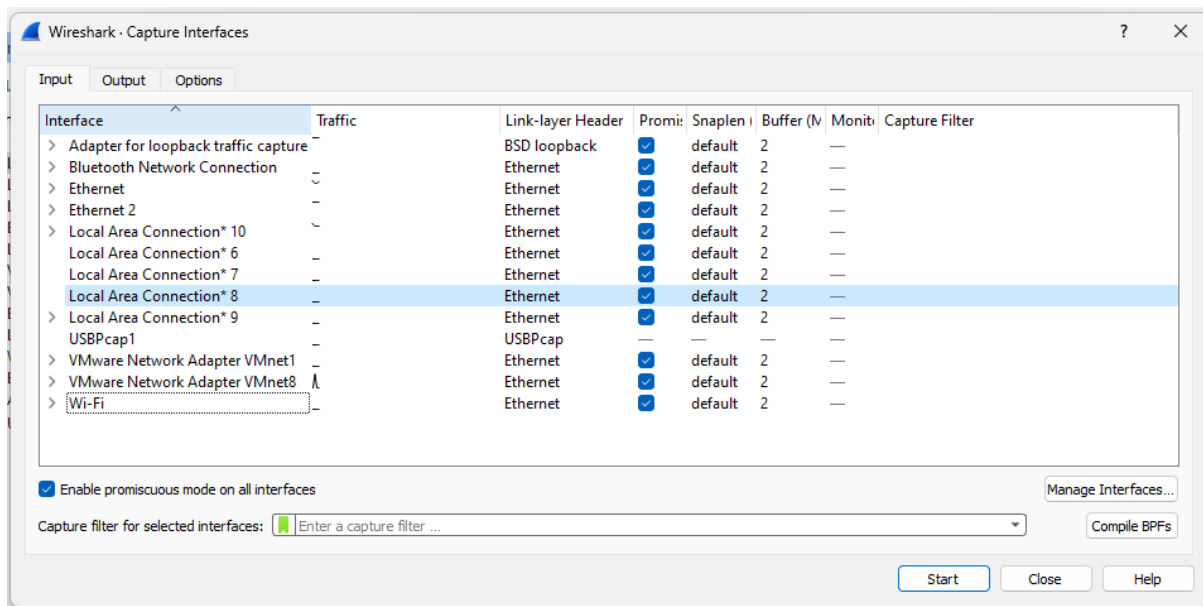 Wireshark · Capture Interfaces ?
Input Output Options
Interface Traffic Link-layer Header Promis Snaplen ( Buffer (M Monito Capture Filter
Adapter for loopback traffic capture BSD loopback default 2 —
Bluetooth Network Connection Ethernet default 2 —
Ethernet Ethernet default 2 —
Ethernet 2 Ethernet default 2 —
Local Area Connection* 10 Ethernet default 2 —
Local Area Connection* 6 Ethernet default 2 —
Local Area Connection* 7 Ethernet default 2 —
Local Area Connection* 8 Ethernet default 2 —
Local Area Connection* 9 Ethernet default 2 —
USBPcap1 USBPcap — — — —
VMware Network Adapter VMnet1 Ethernet default 2 —
VMware Network Adapter VMnet8 Ethernet default 2 —
Wi-Fi Ethernet default 2 —
Enable promiscuous mode on all interfaces Manage Interfaces...
Capture filter for selected interfaces: Enter a capture filter ... Compile BPFs
Start Close Help